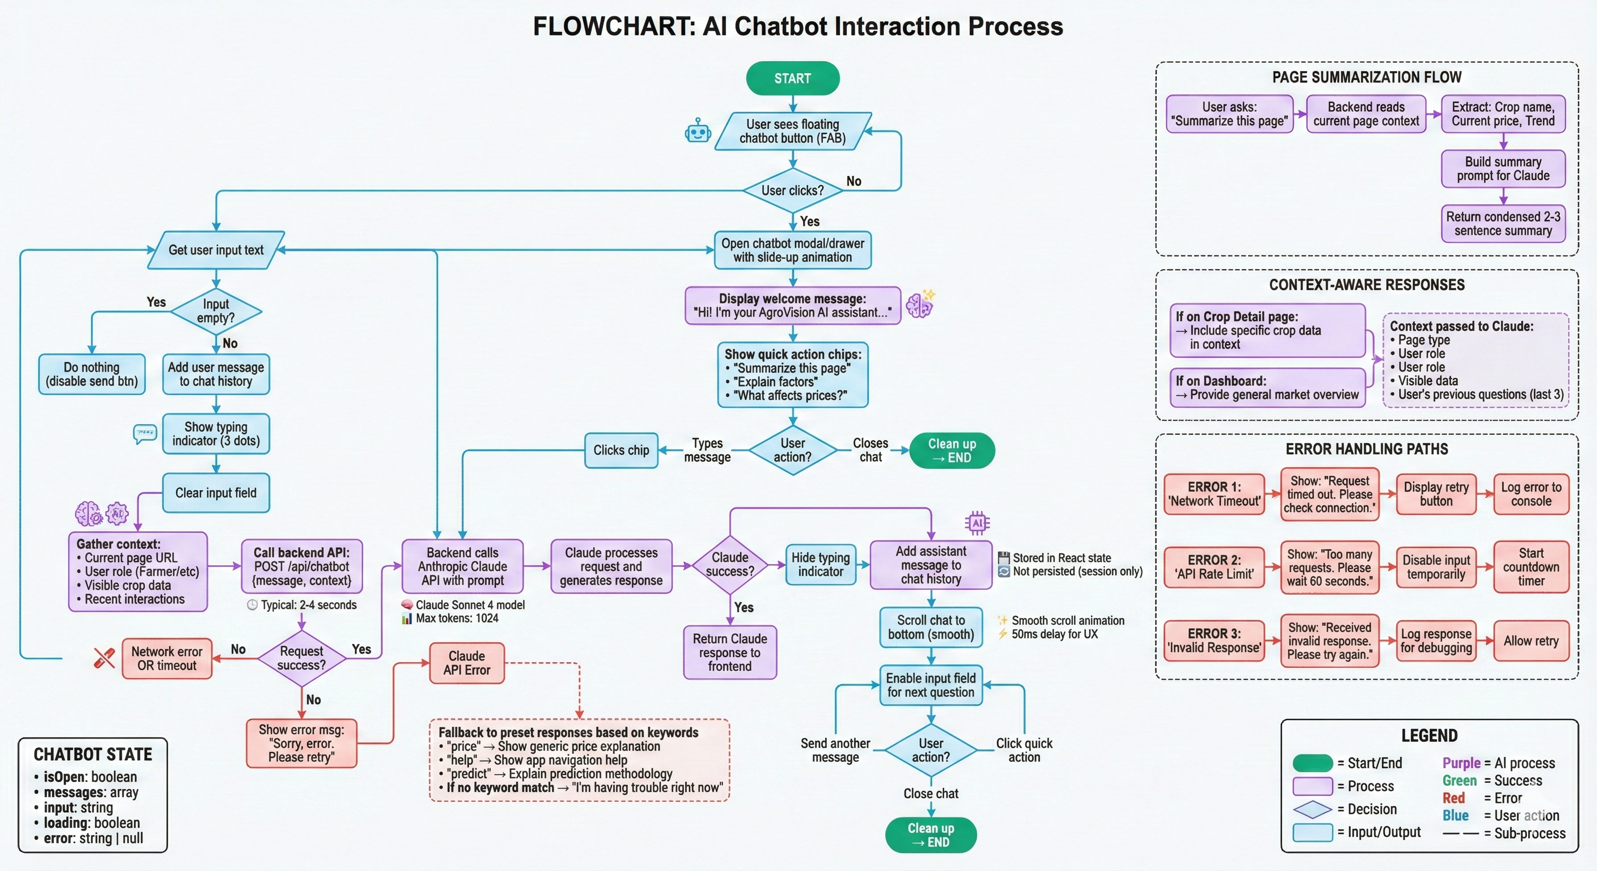 FLOWCHART: AI Chatbot Interaction Process
START
User sees floating
chatbot button (FAB)
User clicks?
No
Yes
Get user input text
Open chatbot modal/drawer
with slide-up animation
Display welcome message:
"Hi! I'm your AgroVision AI assistant..."
Show quick action chips:
• "Summarize this page"
• "Explain factors"
• "What affects prices?"
User
action?
Types
message
Clicks chip
Closes
chat
Clean up
→ END
Input
empty?
Yes
No
Do nothing
(disable send btn)
Add user message
to chat history
Show typing
indicator (3 dots)
Clear input field
Gather context:
• Current page URL
• User role (Farmer/etc)
• Visible crop data
• Recent interactions
Call backend API:
POST /api/chatbot
{message, context}
Typical: 2-4 seconds
Request
success?
Yes
No
No
Network error
OR timeout
Show error msg:
"Sorry, error.
Please retry"
Claude
API Error
Fallback to preset responses based on keywords
• "price" → Show generic price explanation
• "help" → Show app navigation help
• "predict" → Explain prediction methodology
• If no keyword match → "I'm having trouble right now"
Backend calls
Anthropic Claude
API with prompt
Claude Sonnet 4 model
Max tokens: 1024
Claude processes
request and
generates response
Claude
success?
Yes
Return Claude
response to
frontend
Hide typing
indicator
AI
Add assistant
message to
chat history
Stored in React state
Not persisted (session only)
Scroll chat to
bottom (smooth)
Smooth scroll animation
50ms delay for UX
Enable input field
for next question
User
action?
Send another
message
Click quick
action
Close chat
Clean up
→ END
CHATBOT STATE
• isOpen: boolean
• messages: array
• input: string
• loading: boolean
• error: string | null
PAGE SUMMARIZATION FLOW
User asks:
"Summarize this page"
Backend reads
current page context
Extract: Crop name,
Current price, Trend
Build summary
prompt for Claude
Return condensed 2-3
sentence summary
CONTEXT-AWARE RESPONSES
If on Crop Detail page:
→ Include specific crop data
in context
If on Dashboard:
→ Provide general market overview
Context passed to Claude:
• Page type
• User role
• User role
• Visible data
• User's previous questions (last 3)
ERROR HANDLING PATHS
ERROR 1:
'Network Timeout'
Show: "Request
timed out. Please
check connection."
Display retry
button
Log error to
console
ERROR 2:
'API Rate Limit'
Show: "Too many
requests. Please
wait 60 seconds."
Disable input
temporarily
Start
countdown
timer
ERROR 3:
'Invalid Response'
Show: "Received
invalid response.
Please try again."
Log response
for debugging
Allow retry
LEGEND
= Start/End
= Process
= Decision
= Input/Output
Purple = AI process
Green = Success
Red = Error
Blue = User action
= Sub-process